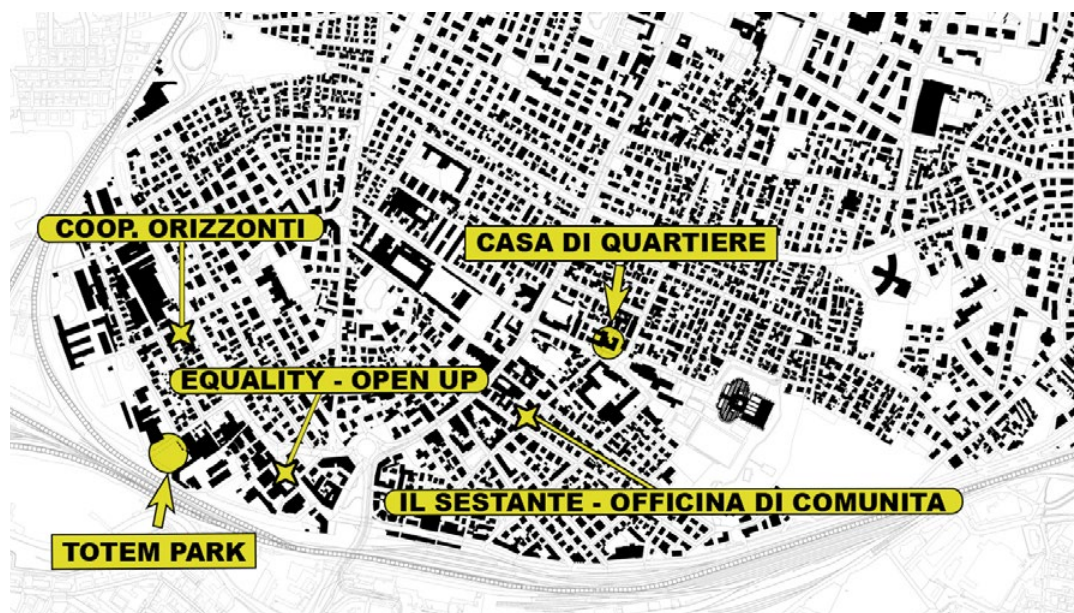 COOP. ORIZZONTI
CASA DI QUARTIERE
EQUALITY - OPEN UP
IL SESTANTE - OFFICINA DI COMUNITA
TOTEM PARK